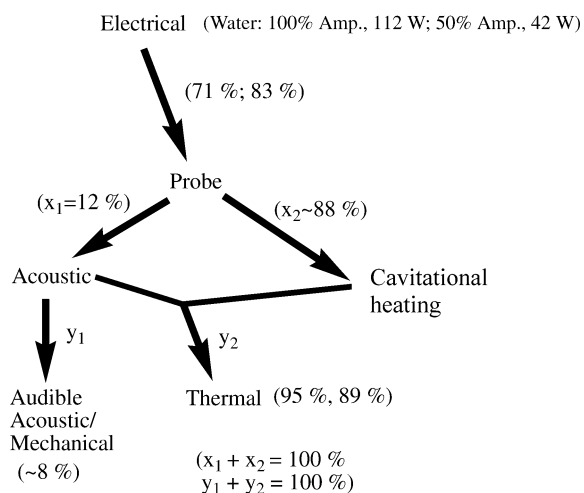 Electrical (Water: 100% Amp., 112 W; 50% Amp., 42 W)
(71 %; 83 %)
Probe
(x₁=12 %)
(x₂~88 %)
Acoustic
Cavitational
heating
y₁
y₂
Audible
Acoustic/
Mechanical
(~8 %)
Thermal (95 %, 89 %)
(x₁ + x₂ = 100 %
y₁ + y₂ = 100 %)